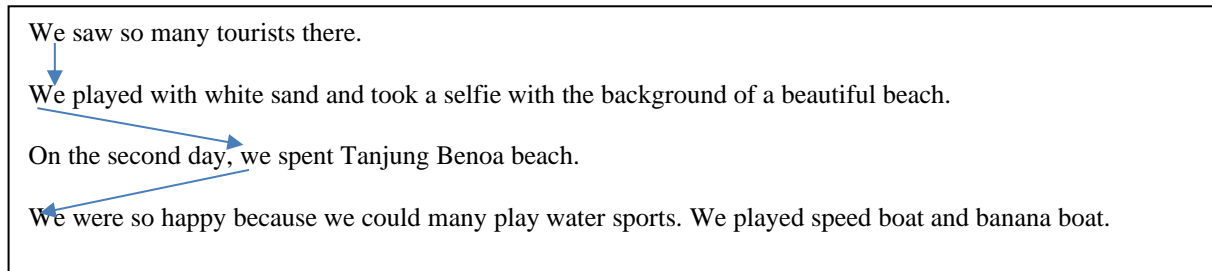 We saw so many tourists there.
We played with white sand and took a selfie with the background of a beautiful beach.
On the second day, we spent Tanjung Benoa beach.
We were so happy because we could many play water sports. We played speed boat and banana boat.